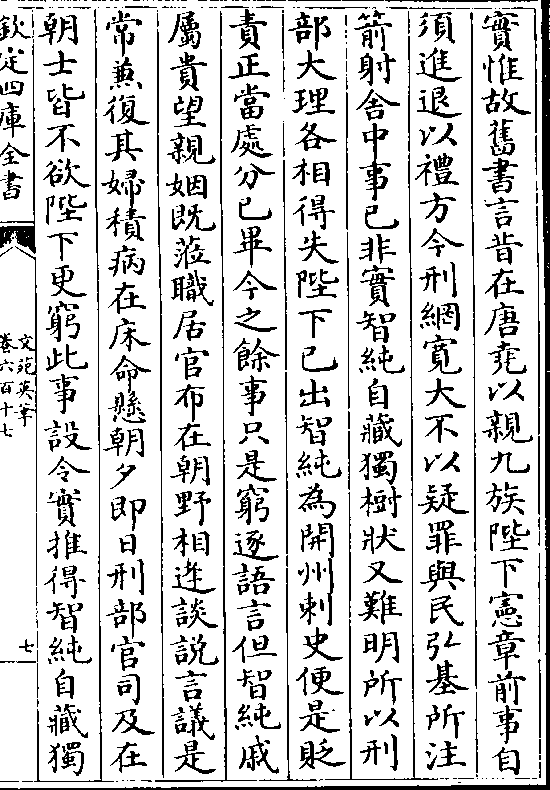 實惟故舊書言昔在唐堯以親九族陛下憲章前事自
須進退以禮方今刑網寛大不以疑罪與民弘基所注
箭射舍中事已非實智純自藏獨樹狀又難明所以刑
部大理各相得失陛下已出智純為開州刺史便是貶
責正當處分已畢今之餘事只是窮逐語言但智純戚
屬貴望親姻既蒞職居官布在朝野相逢談説言議是
常兼復其婦積病在床命懸朝夕即日刑部官司及在
朝士皆不欲陛下更窮此事設令實推得智純自藏獨
欽定四庫全書
文苑英華
卷六百十七
七